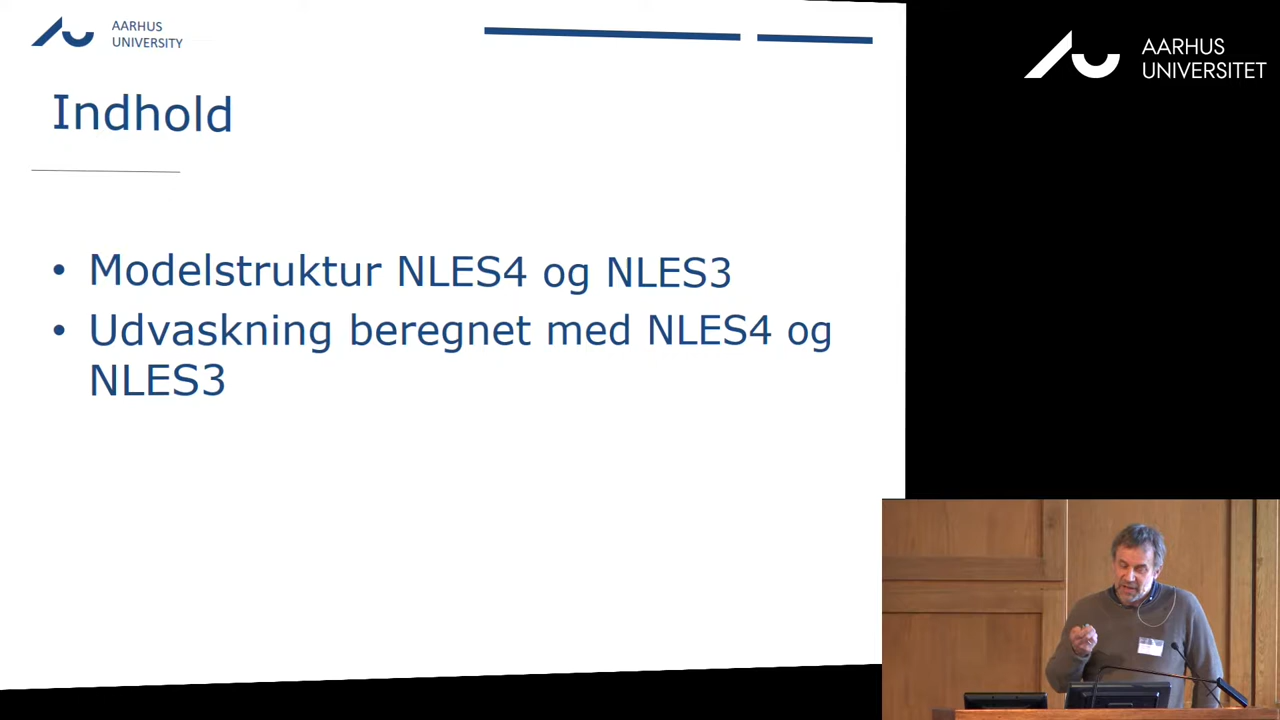 AARHUS
UNIVERSITY
AARHUS
UNIVERSITET
Indhold
• Modelstruktur NLES4 og NLES3
• Udvaskning beregnet med NLES4 og
NLES3